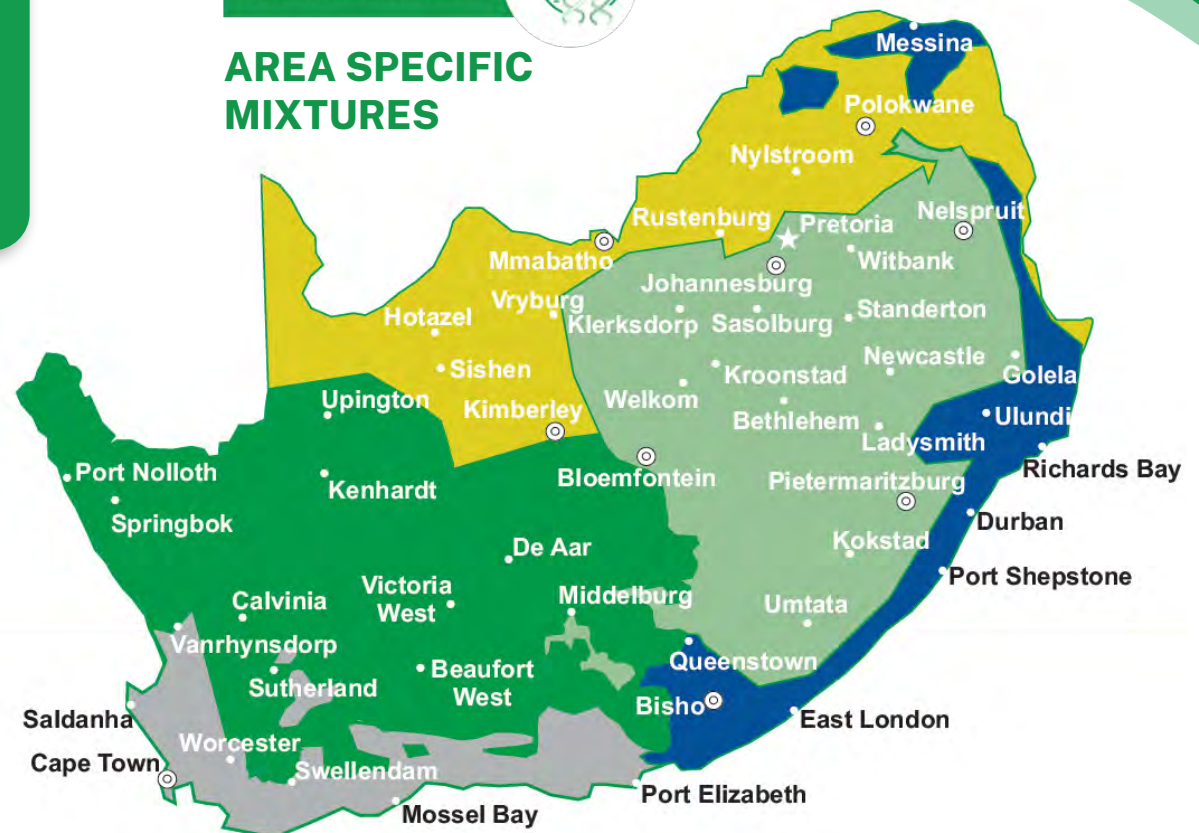 AREA SPECIFIC
MIXTURES
Messina
Polokwane
Nylstroom
Rustenburg
Pretoria
Nelspruit
Mmabatho
Witbank
Johannesburg
Vryburg
Hotazel
Klerksdorp
Sasolburg
Standerton
Sishen
Kroonstad
Newcastle
Golela
Upington
Kimberley
Welkom
Bethlehem
Ulundi
Ladysmith
Richards Bay
Port Nolloth
Kenhardt
Bloemfontein
Pietermaritzburg
Springbok
Durban
De Aar
Kokstad
Port Shepstone
Victoria
West
Middelburg
Calvinia
Umtata
Vanrhynsdorp
Queenstown
Sutherland
Beaufort
West
Bisho
Saldanha
East London
Worcester
Cape Town
Swellendam
Port Elizabeth
Mossel Bay